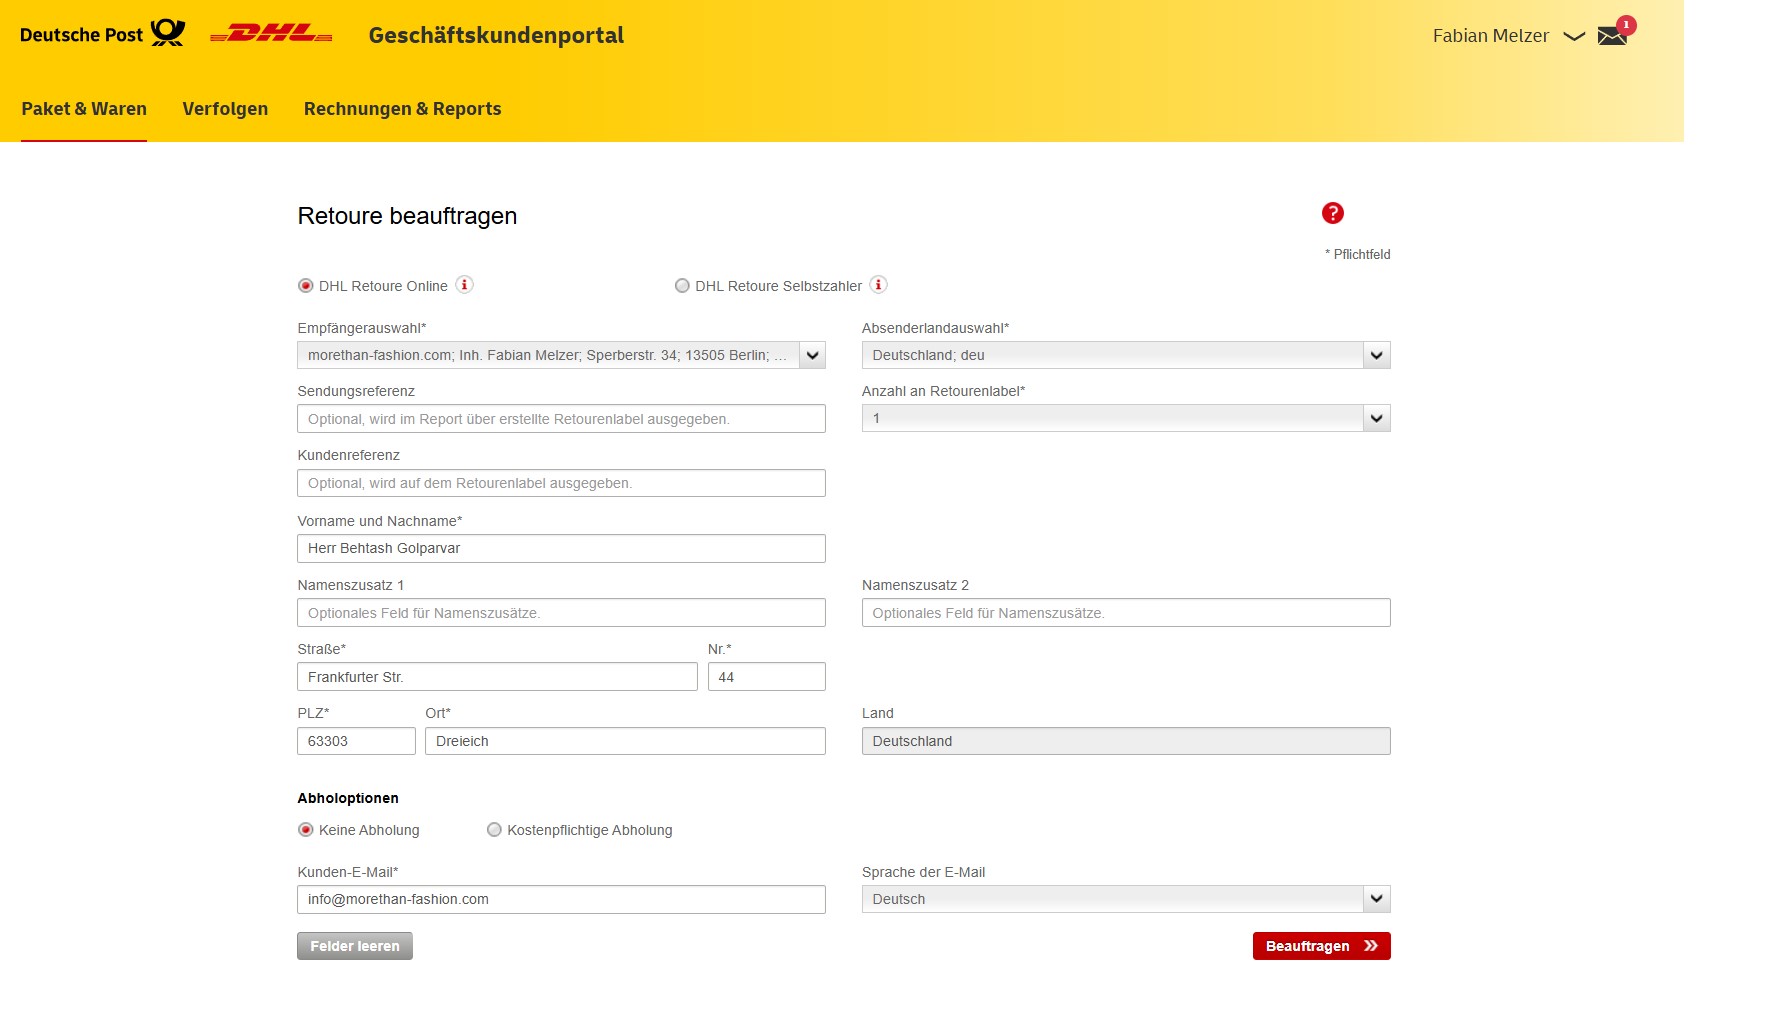 Deutsche Post DHL Geschäftskundenportal Fabian Melzer 1
Paket & Waren Verfolgen Rechnungen & Reports
Retoure beauftragen ?
* Pflichtfeld
DHL Retoure Online i DHL Retoure Selbstzahler i
Empfängerauswahl* Absenderlandauswahl*
morethan-fashion.com; Inh. Fabian Melzer; Sperberstr. 34; 13505 Berlin; ... Deutschland; deu
Sendungsreferenz Anzahl an Retourenlabel*
Optional, wird im Report über erstellte Retourenlabel ausgegeben. 1
Kundenreferenz
Optional, wird auf dem Retourenlabel ausgegeben.
Vorname und Nachname*
Herr Behtash Golparvar
Namenszusatz 1 Namenszusatz 2
Optionales Feld für Namenszusätze. Optionales Feld für Namenszusätze.
Straße* Nr.*
Frankfurter Str. 44
PLZ* Ort* Land
63303 Dreieich Deutschland
Abholoptionen
Keine Abholung Kostenpflichtige Abholung
Kunden-E-Mail* Sprache der E-Mail
info@morethan-fashion.com Deutsch
Felder leeren Beauftragen »